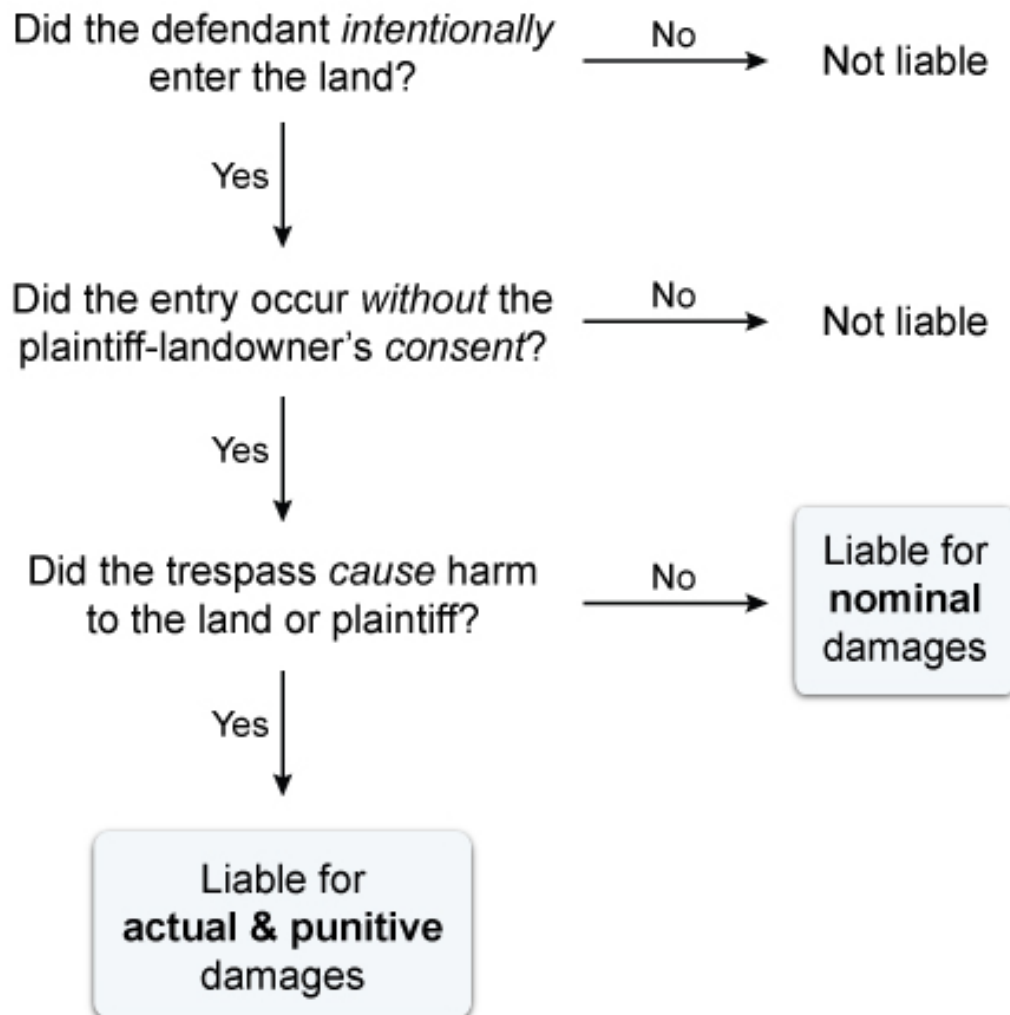 Did the defendant intentionally
enter the land?
No
Not liable
Yes
Did the entry occur without the
plaintiff-landowner's consent?
No
Not liable
Yes
Did the trespass cause harm
to the land or plaintiff?
No
Liable for
nominal
damages
Yes
Liable for
actual & punitive
damages